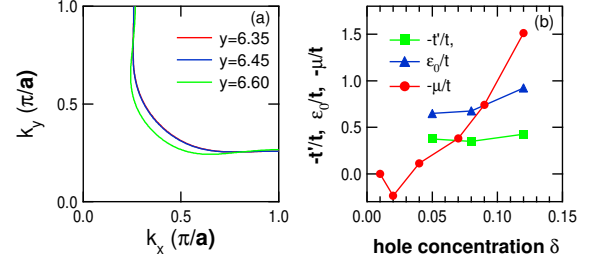 (a)
y=6.35
y=6.45
y=6.60
1.0
0.5
0.0
k_y (π/a)
0.0 0.5 1.0
k_x (π/a)
(b)
-t'/t,
ε_0/t
-μ/t
1.5
1.0
0.5
0.0
-t'/t, ε_0/t, -μ/t
0.00 0.05 0.10 0.15
hole concentration δ